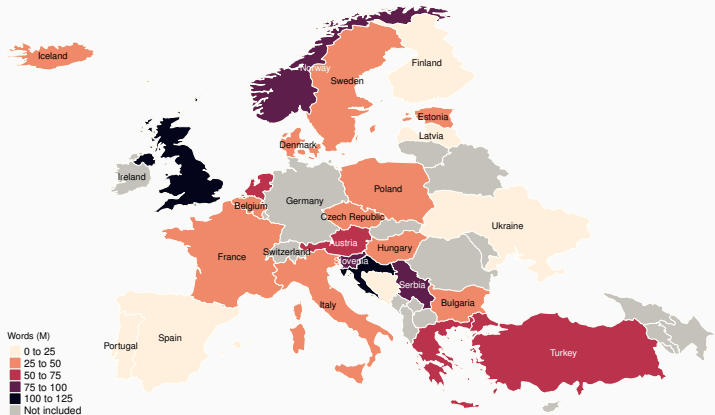 Iceland
Norway
Finland
Sweden
Estonia
Latvia
Denmark
Ireland
Poland
Germany
Belgium
Czech Republic
Ukraine
Austria
Hungary
France
Switzerland
Slovenia
Serbia
Italy
Bulgaria
Spain
Portugal
Turkey
Words (M)
0 to 25
25 to 50
50 to 75
75 to 100
100 to 125
Not included